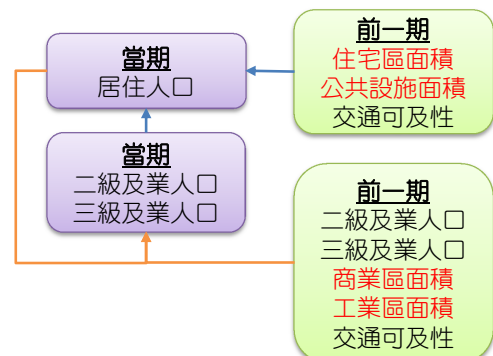 當期
居住人口
前一期
住宅區面積
公共設施面積
交通可及性
當期
二級及業人口
三級及業人口
前一期
二級及業人口
三級及業人口
商業區面積
工業區面積
交通可及性